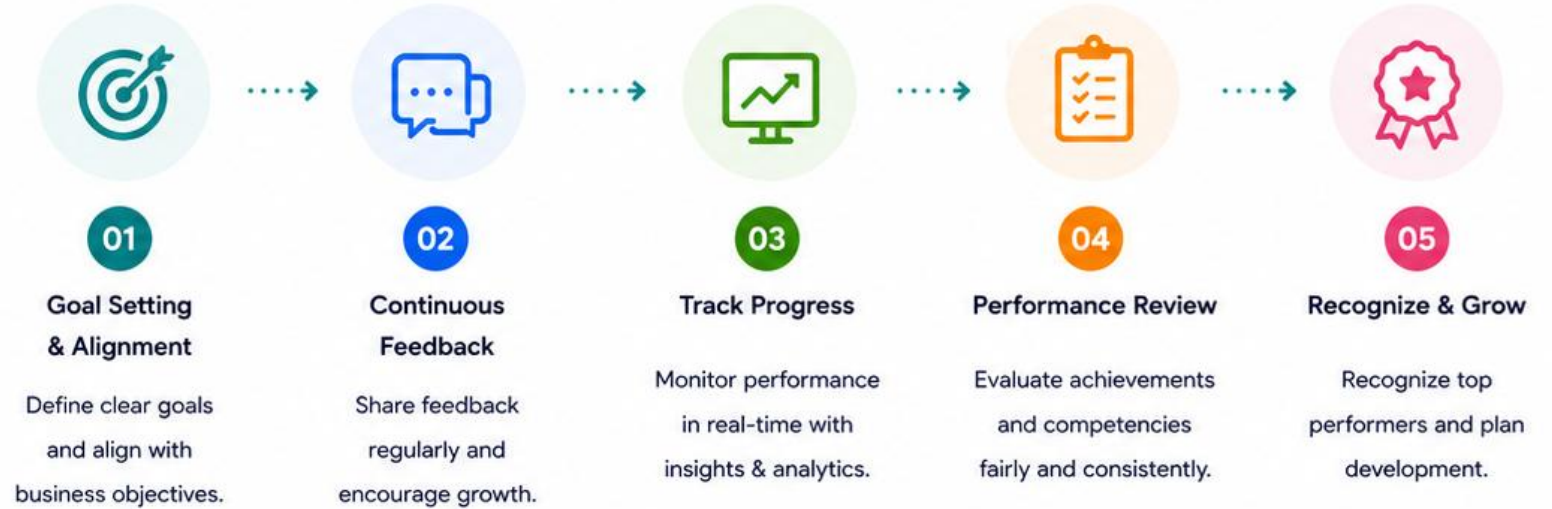 01
Goal Setting
& Alignment
Define clear goals
and align with
business objectives.
02
Continuous
Feedback
Share feedback
regularly and
encourage growth.
03
Track Progress
Monitor performance
in real-time with
insights & analytics.
04
Performance Review
Evaluate achievements
and competencies
fairly and consistently.
05
Recognize & Grow
Recognize top
performers and plan
development.